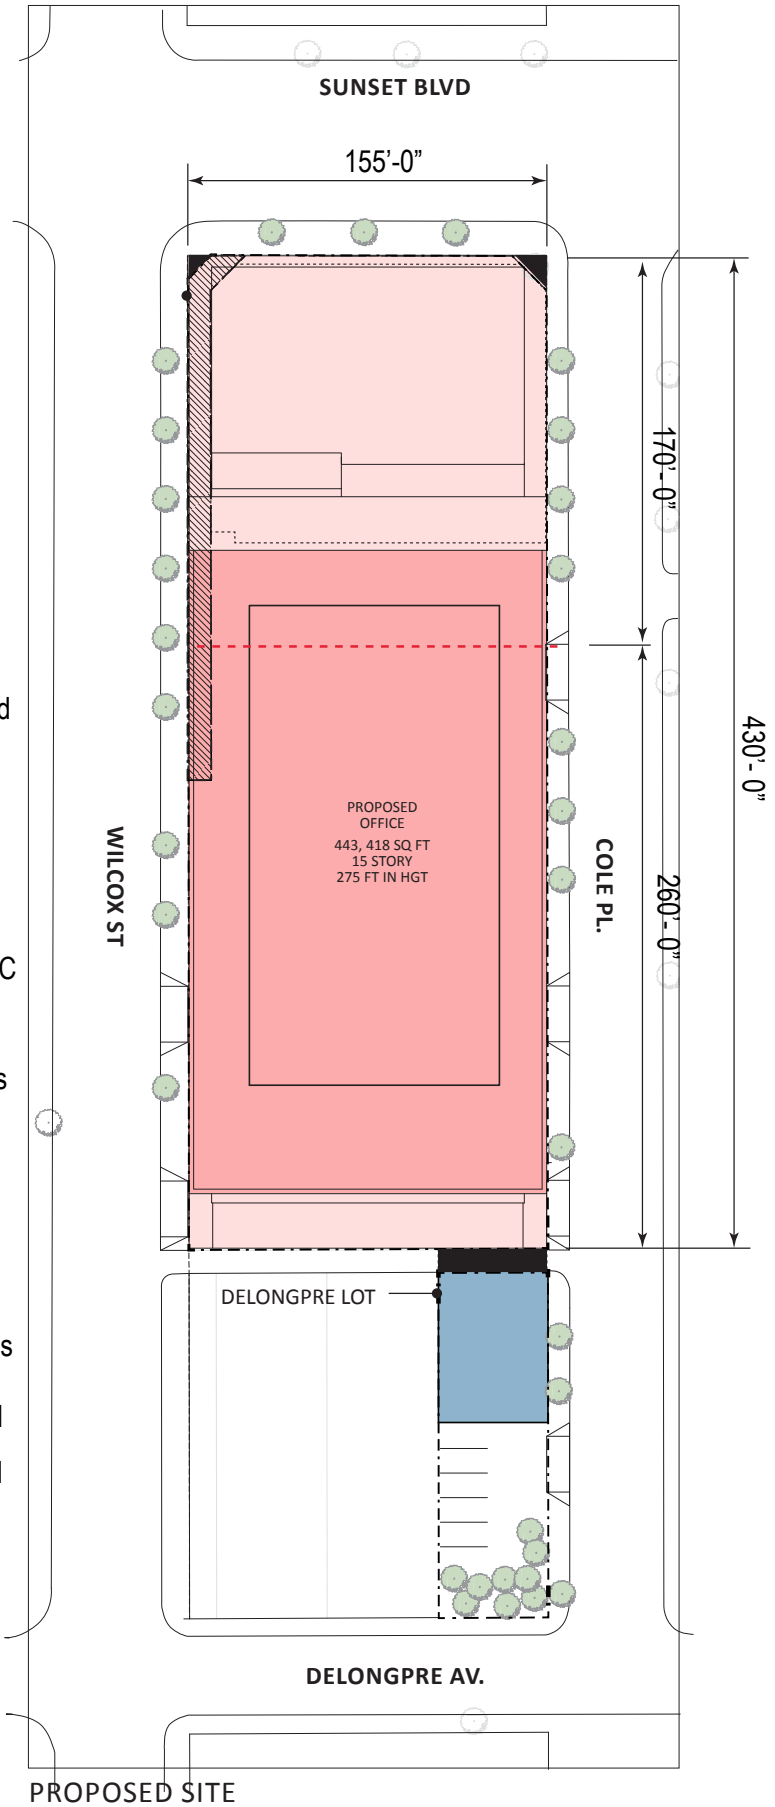 SUNSET BLVD
155'-0"
170'- 0"
d
430'- 0"
PROPOSED
OFFICE
443, 418 SQ FT
15 STORY
275 FT IN HGT
WILCOX ST
COLE PL.
260'- 0"
C
s
DELONGPRE LOT
s
DELONGPRE AV.
PROPOSED SITE